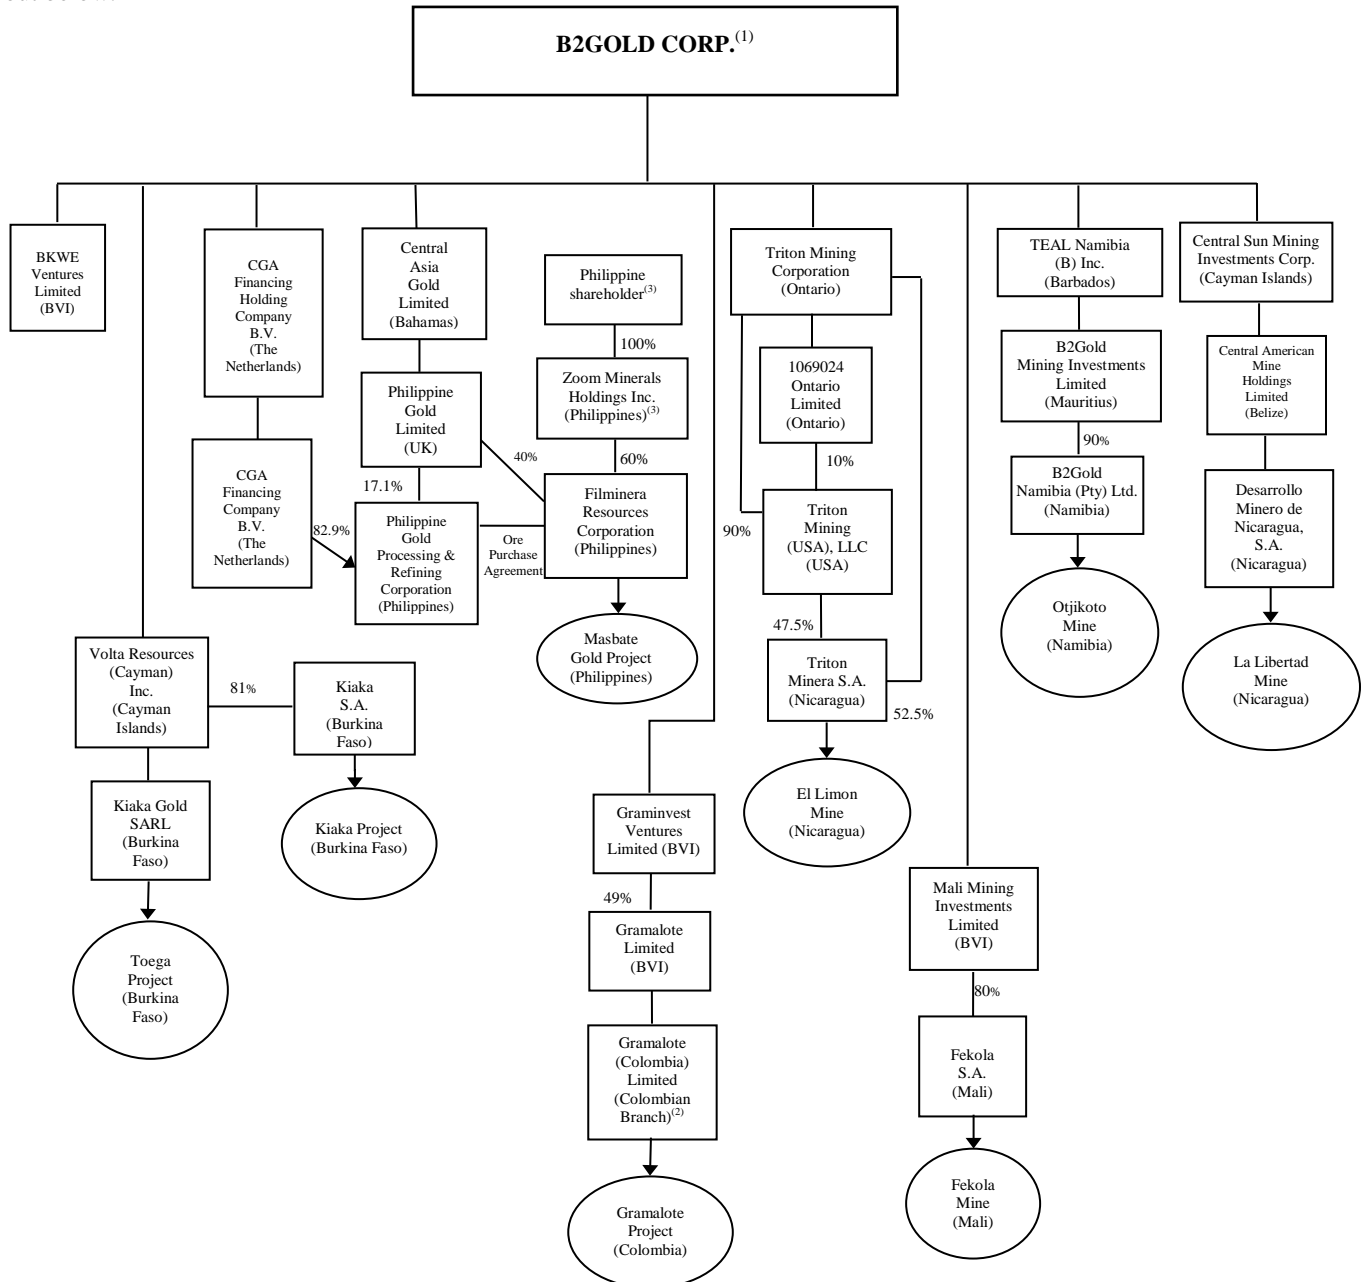 B2GOLD CORP.(1)
BKWE
Ventures
Limited
(BVI)
CGA
Financing
Holding
Company
B.V.
(The
Netherlands)
Central
Asia
Gold
Limited
(Bahamas)
Philippine
shareholder(3)
Triton Mining
Corporation
(Ontario)
TEAL Namibia
(B) Inc.
(Barbados)
Central Sun Mining
Investments Corp.
(Cayman Islands)
100%
Zoom Minerals
Holdings Inc.
(Philippines)(3)
1069024
Ontario
Limited
(Ontario)
B2Gold
Mining Investments
Limited
(Mauritius)
Central American
Mine
Holdings
Limited
(Belize)
Philippine
Gold
Limited
(UK)
40%
60%
10%
90%
CGA
Financing
Company
B.V.
(The
Netherlands)
82.9%
17.1%
Philippine
Gold
Processing &
Refining
Corporation
(Philippines)
Ore
Purchase
Agreement
Filminera
Resources
Corporation
(Philippines)
90%
Triton
Mining
(USA), LLC
(USA)
B2Gold
Namibia (Pty) Ltd.
(Namibia)
Desarrollo
Minero de
Nicaragua,
S.A.
(Nicaragua)
Masbate
Gold Project
(Philippines)
47.5%
Triton
Minera S.A.
(Nicaragua)
52.5%
Otjikoto
Mine
(Namibia)
La Libertad
Mine
(Nicaragua)
Volta Resources
(Cayman)
Inc.
(Cayman
Islands)
81%
Kiaka
S.A.
(Burkina
Faso)
Kiaka Gold
SARL
(Burkina
Faso)
Kiaka Project
(Burkina Faso)
Graminvest
Ventures
Limited (BVI)
El Limon
Mine
(Nicaragua)
49%
Mali Mining
Investments
Limited
(BVI)
Toega
Project
(Burkina
Faso)
Gramalote
Limited
(BVI)
80%
Gramalote
(Colombia)
Limited
(Colombian
Branch)(2)
Fekola
S.A.
(Mali)
Gramalote
Project
(Colombia)
Fekola
Mine
(Mali)